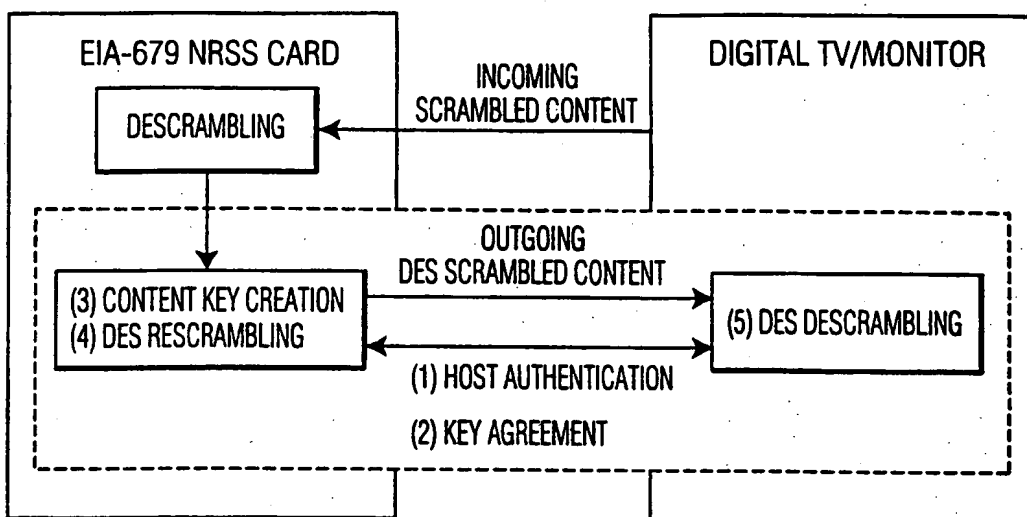 EIA-679 NRSS CARD
DIGITAL TV/MONITOR
INCOMING
SCRAMBLED CONTENT
DESCRAMBLING
OUTGOING
DES SCRAMBLED CONTENT
(3) CONTENT KEY CREATION
(4) DES RESCRAMBLING
(5) DES DESCRAMBLING
(1) HOST AUTHENTICATION
(2) KEY AGREEMENT